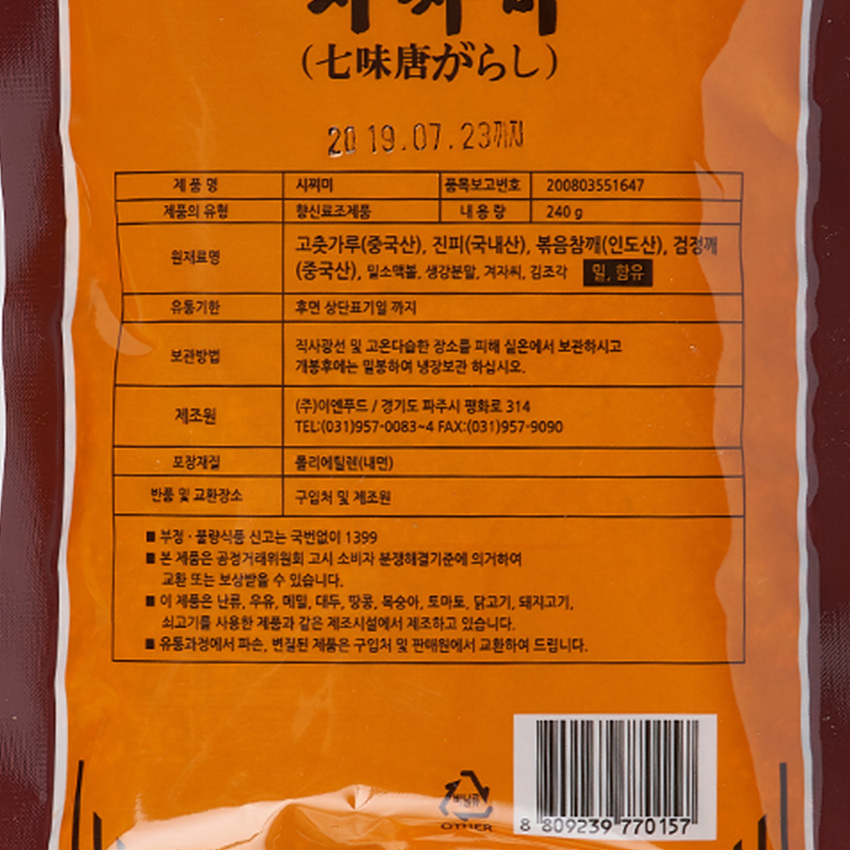 시찌미
(七味唐がらし)
2019.07.23까지
제 품 명 시찌미 품목보고번호 200803551647
제품의 유형 향신료조제품 내 용 량 240 g
원재료명 고춧가루(중국산), 진피(국내산), 볶음참깨(인도산), 검정깨
(중국산), 밀소맥볼, 생강분말, 겨자씨, 김조각 밀, 함유
유통기한 후면 상단표기일 까지
보관방법 직사광선 및 고온다습한 장소를 피해 실온에서 보관하시고
개봉후에는 밀봉하여 냉장보관 하십시오.
제조원 (주)이엔푸드 / 경기도 파주시 평화로 314
TEL:(031)957-0083~4 FAX:(031)957-9090
포장재질 폴리에틸렌(내면)
반품 및 교환장소 구입처 및 제조원
■ 부정 · 불량식품 신고는 국번없이 1399
■ 본 제품은 공정거래위원회 고시 소비자 분쟁해결기준에 의거하여
교환 또는 보상받을 수 있습니다.
■ 이 제품은 난류, 우유, 메밀, 대두, 땅콩, 복숭아, 토마토, 닭고기, 돼지고기,
쇠고기를 사용한 제품과 같은 제조시설에서 제조하고 있습니다.
■ 유통과정에서 파손, 변질된 제품은 구입처 및 판매원에서 교환하여 드립니다.
비닐류
OTHER
8 809239 770157